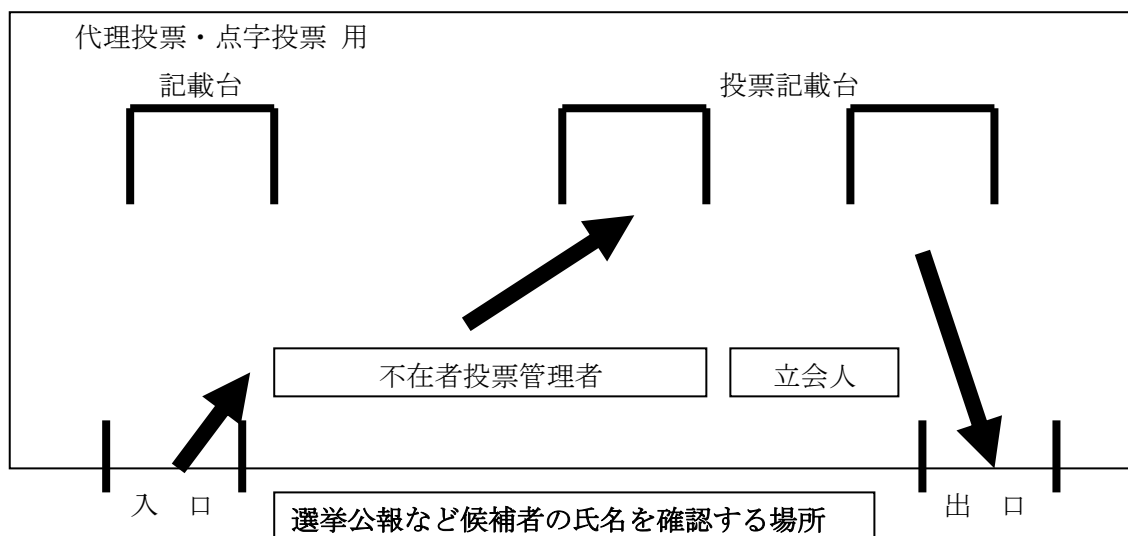 代理投票・点字投票 用
記載台
投票記載台
不在者投票管理者
立会人
入 口
出 口
選挙公報など候補者の氏名を確認する場所